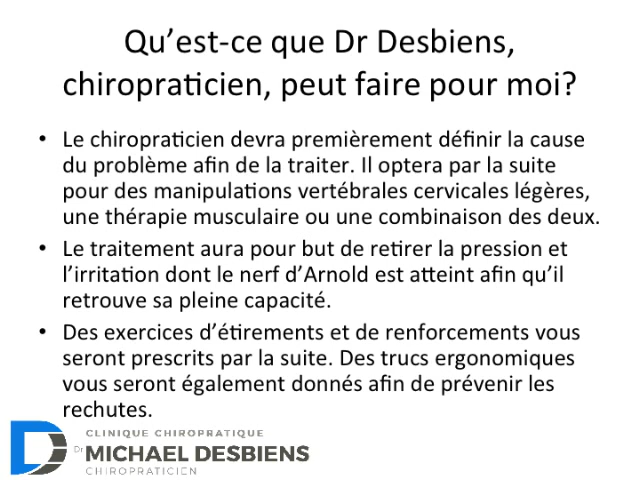 Qu’est-ce que Dr Desbiens,
chiropraticien, peut faire pour moi?
• Le chiropraticien devra premièrement définir la cause
du problème afin de la traiter. Il optera par la suite
pour des manipulations vertébrales cervicales légères,
une thérapie musculaire ou une combinaison des deux.
• Le traitement aura pour but de retirer la pression et
l’irritation dont le nerf d’Arnold est atteint afin qu’il
retrouve sa pleine capacité.
• Des exercices d’étirements et de renforcements vous
seront prescrits par la suite. Des trucs ergonomiques
vous seront également donnés afin de prévenir les
rechutes.
CLINIQUE CHIROPRATIQUE
Dr MICHAEL DESBIENS
CHIROPRATICIEN